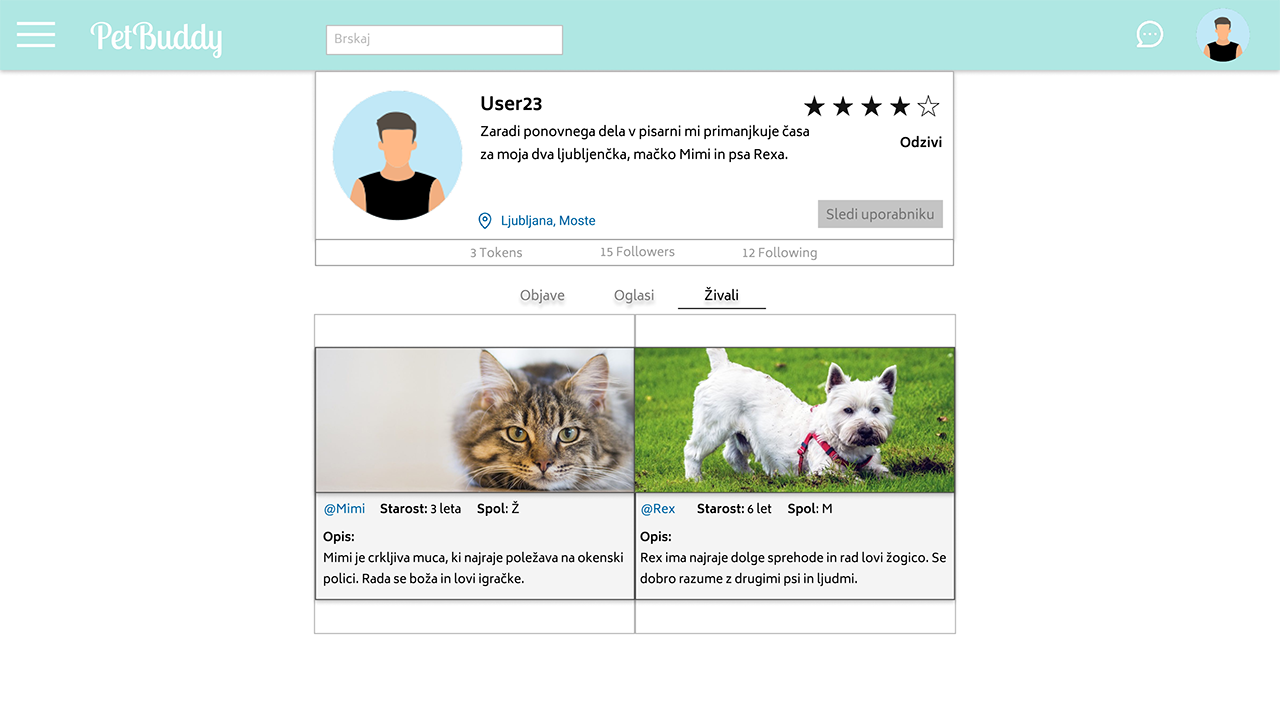 PetBuddy
Brskaj
User23
Zaradi ponovnega dela v pisarni mi primanjkuje časa
za moja dva ljubljenčka, mačko Mimi in psa Rexa.
Odzivi
Ljubljana, Moste
Sledi uporabniku
3 Tokens 15 Followers 12 Following
Objave Oglasi Živali
@Mimi Starost: 3 leta Spol: Ž
Opis:
Mimi je crkljiva muca, ki najraje poležava na okenski
polici. Rada se boža in lovi igračke.
@Rex Starost: 6 let Spol: M
Opis:
Rex ima najraje dolge sprehode in rad lovi žogico. Se
dobro razume z drugimi psi in ljudmi.